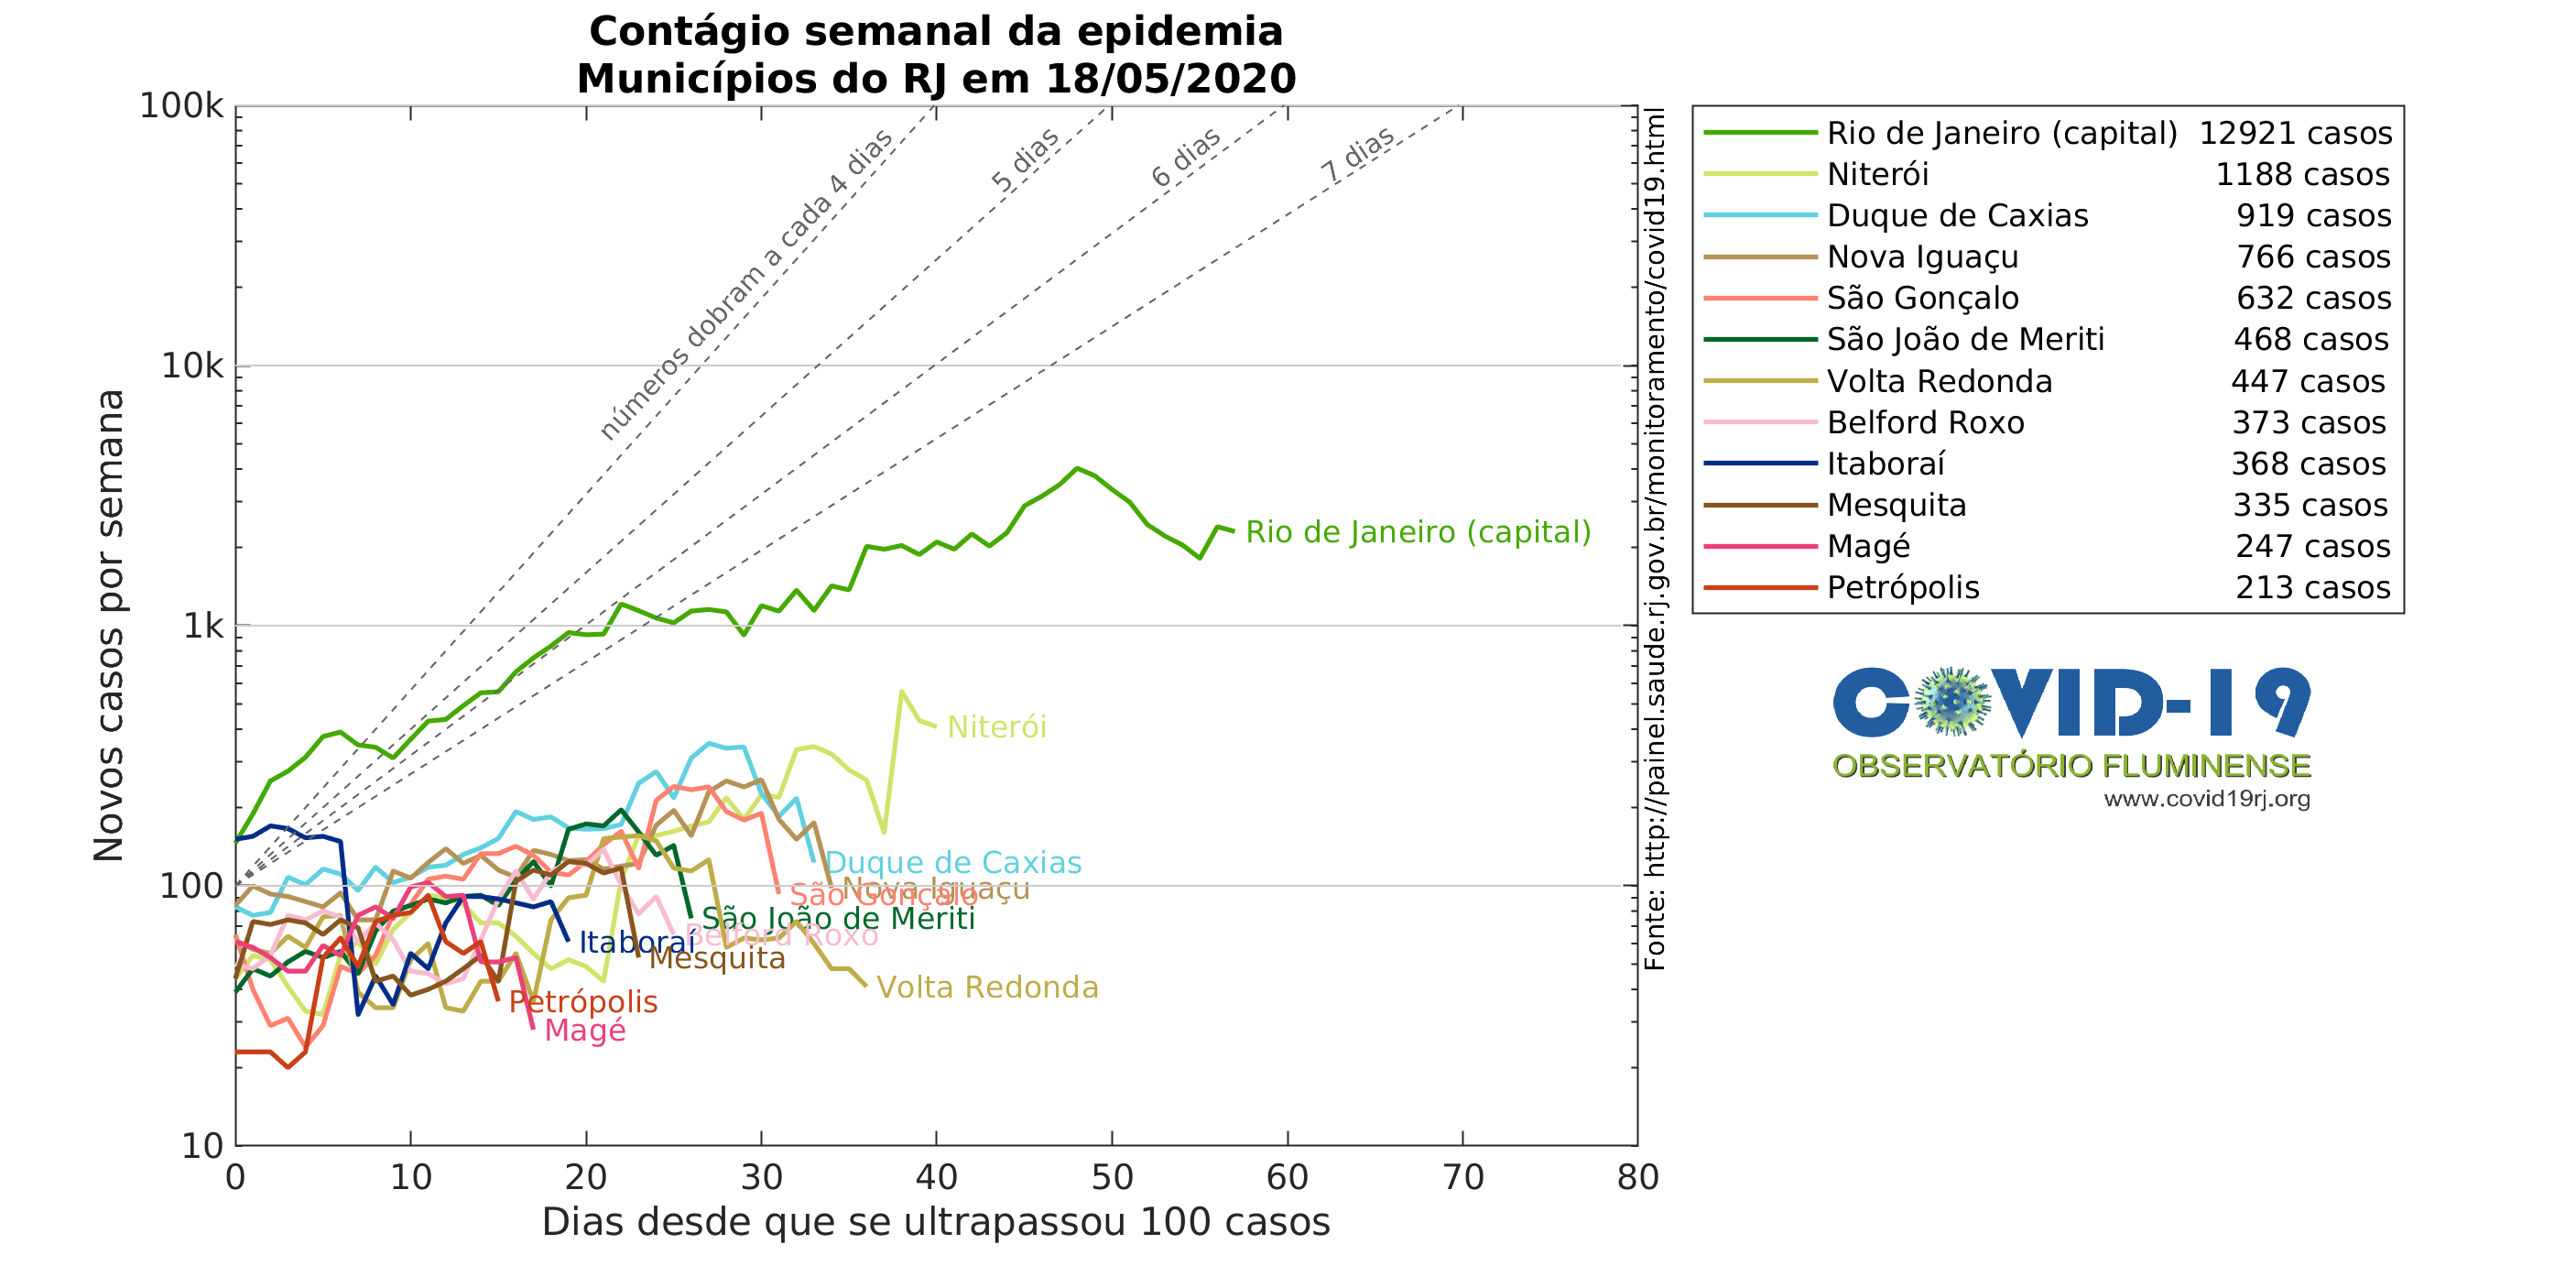 Contágio semanal da epidemia
Municípios do RJ em 18/05/2020
Novos casos por semana
100k
10k
1k
100
10
0 10 20 30 40 50 60 70 80
Dias desde que se ultrapassou 100 casos
números dobram a cada 4 dias
5 dias
6 dias
7 dias
Rio de Janeiro (capital)
Niterói
Duque de Caxias
Nova Iguaçu
São Gonçalo
São João de Meriti
Belford Roxo
Itaboraí
Mesquita
Volta Redonda
Petrópolis
Magé
Fonte: http://painel.saude.rj.gov.br/monitoramento/covid19.html
Rio de Janeiro (capital) 12921 casos
Niterói 1188 casos
Duque de Caxias 919 casos
Nova Iguaçu 766 casos
São Gonçalo 632 casos
São João de Meriti 468 casos
Volta Redonda 447 casos
Belford Roxo 373 casos
Itaboraí 368 casos
Mesquita 335 casos
Magé 247 casos
Petrópolis 213 casos
COVID-19
OBSERVATÓRIO FLUMINENSE
www.covid19rj.org